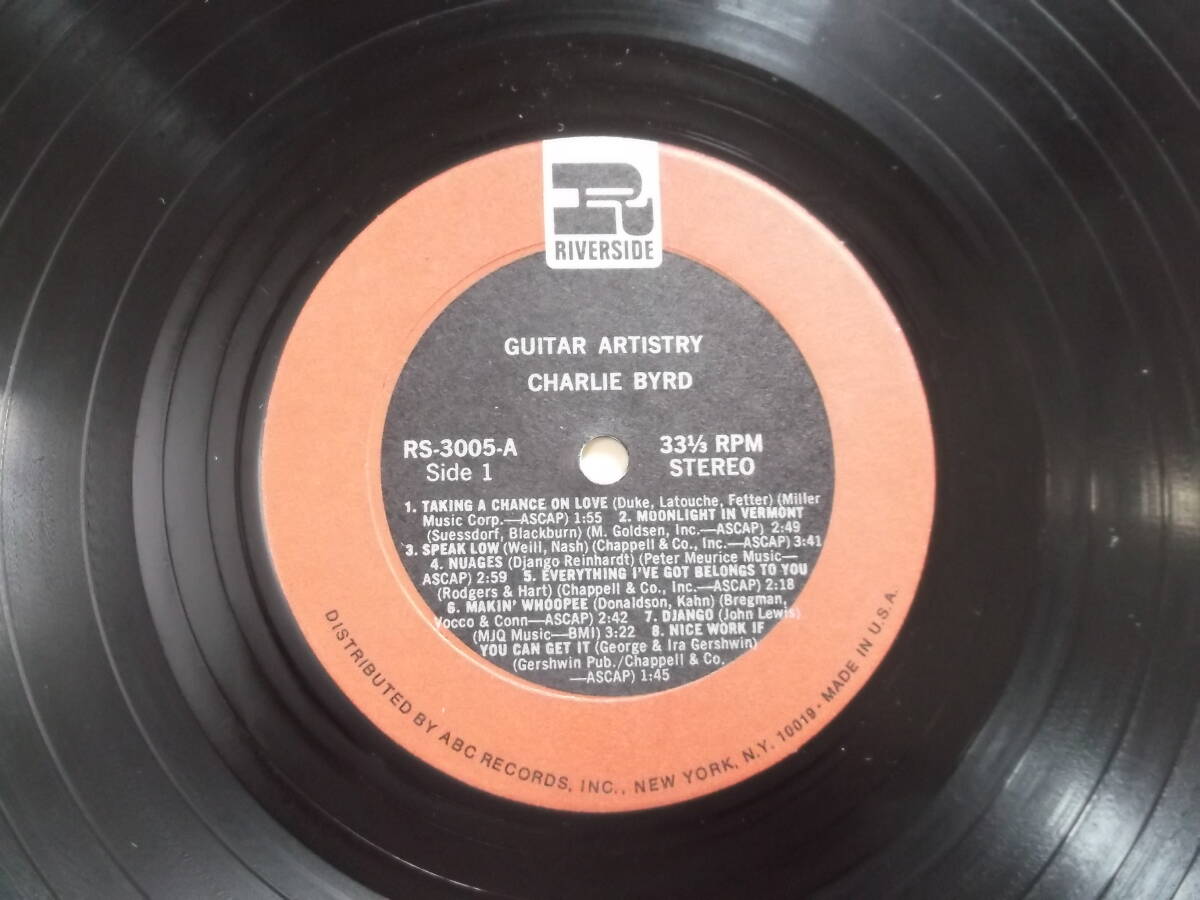 R
RIVERSIDE
GUITAR ARTISTRY
CHARLIE BYRD
RS-3005-A
Side 1
33⅓ RPM
STEREO
1. TAKING A CHANCE ON LOVE (Duke, Latouche, Fetter) (Miller
Music Corp.—ASCAP) 1:55 2. MOONLIGHT IN VERMONT
(Suessdorf, Blackburn) (M. Goldsen, Inc.—ASCAP) 2:49
3. SPEAK LOW (Weill, Nash) (Chappell & Co., Inc.—ASCAP) 3:41
4. NUAGES (Django Reinhardt) (Peter Meurice Music—
ASCAP) 2:59 5. EVERYTHING I'VE GOT BELONGS TO YOU
(Rodgers & Hart) (Chappell & Co., Inc.—ASCAP) 2:18
6. MAKIN' WHOOPEE (Donaldson, Kahn) (Bregman,
Vocco & Conn—ASCAP) 2:42 7. DJANGO (John Lewis)
(MJQ Music—BMI) 3:22 8. NICE WORK IF
YOU CAN GET IT (George & Ira Gershwin)
(Gershwin Pub./Chappell & Co.
—ASCAP) 1:45
DISTRIBUTED BY ABC RECORDS, INC., NEW YORK, N.Y. 10019 - MADE IN U.S.A.